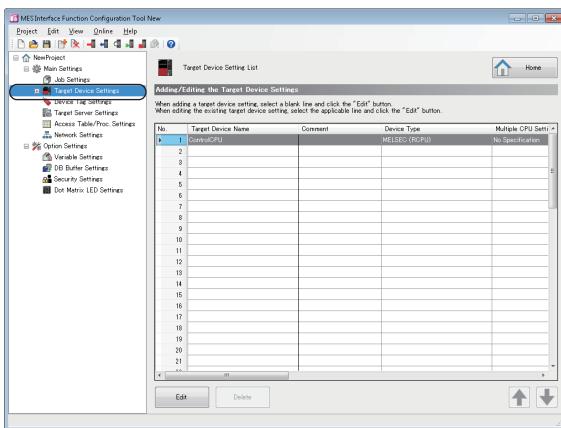 MES Interface Function Configuration Tool New
Project Edit View Online Help
NewProject
Main Settings
Job Settings
Target Device Settings
Device Tag Settings
Target Server Settings
Access Table/Proc. Settings
Network Settings
Option Settings
Variable Settings
DB Buffer Settings
Security Settings
Dot Matrix LED Settings
Target Device Setting List
Home
Adding/Editing the Target Device Settings
When adding a target device setting, select a blank line and click the "Edit" button.
When editing the existing target device setting, select the applicable line and click the "Edit" button.
No. Target Device Name Comment Device Type Multiple CPU Setti
1 ControlCPU MELSEC (RCPU) No Specification
2
3
4
5
6
7
8
9
10
11
12
13
14
15
16
17
18
19
20
21
Edit Delete